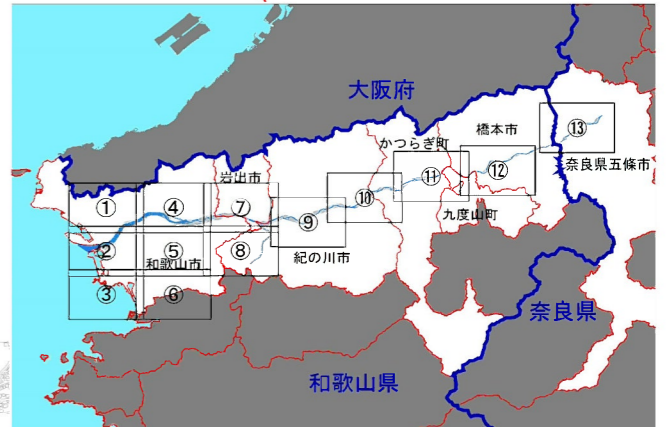 大阪府
⑬
橋本市
かつらぎ町
奈良県五條市
岩出市
⑪
⑫
⑩
①
④
⑦
⑨
九度山町
②
⑤
⑧
紀の川市
和歌山市
③
⑥
奈良県
和歌山県